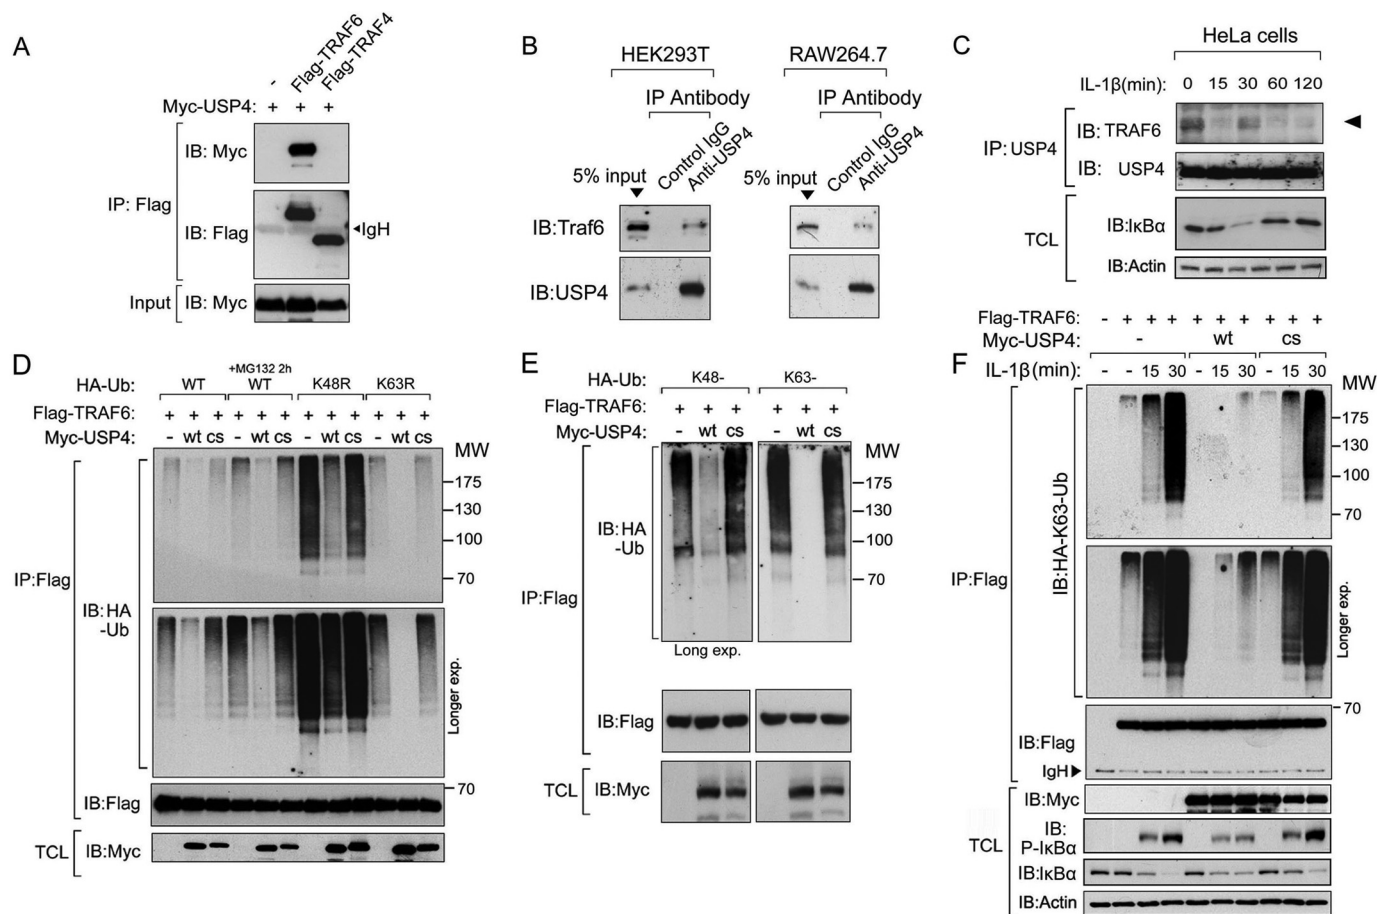 A
-
Flag-TRAF6
Flag-TRAF4
Myc-USP4: + + +
IP: Flag
IB: Myc
IB: Flag
◂IgH
Input
IB: Myc
B
HEK293T
RAW264.7
IP Antibody
IP Antibody
5% input
Control IgG
Anti-USP4
5% input
Control IgG
Anti-USP4
IB:Traf6
IB:USP4
C
HeLa cells
IL-1β(min): 0 15 30 60 120
IP:USP4
IB: TRAF6
IB: USP4
TCL
IB:IκBα
IB:Actin
D
+MG132 2h
HA-Ub: WT WT K48R K63R
Flag-TRAF6: + + + + + + + + + + + +
Myc-USP4: - wt cs - wt cs - wt cs - wt cs
MW
175
130
100
70
IP:Flag
IB:HA
-Ub
Longer exp.
70
IB:Flag
TCL
IB:Myc
E
HA-Ub: K48- K63-
Flag-TRAF6: + + + + + +
Myc-USP4: - wt cs - wt cs
MW
175
130
100
70
IP:Flag
IB:HA
-Ub
Long exp.
IB:Flag
TCL
IB:Myc
Flag-TRAF6: - + + + + + + + + +
Myc-USP4: - wt cs
F
IL-1β(min): - - 15 30 - 15 30 - 15 30
MW
175
130
100
70
IP:Flag
IB:HA-K63-Ub
Longer exp.
70
IB:Flag
IgH▸
TCL
IB:Myc
IB:
P-IκBα
IB:IκBα
IB:Actin